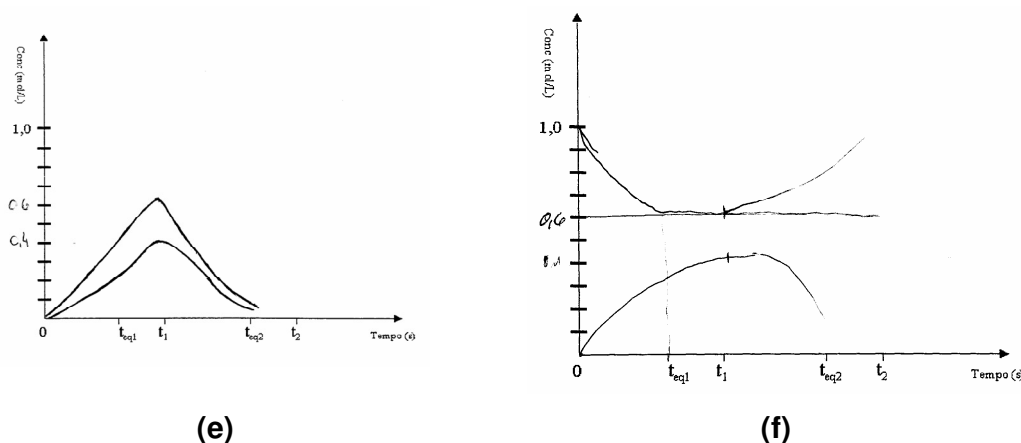 Conc (mol/L)
1,0
0.6
0,4
0
t_eq1
t_1
t_eq2
t_2
Tempo (s)
(e)
Conc (mol/L)
1,0
0,6
0
t_eq1
t_1
t_eq2
t_2
Tempo (s)
(f)